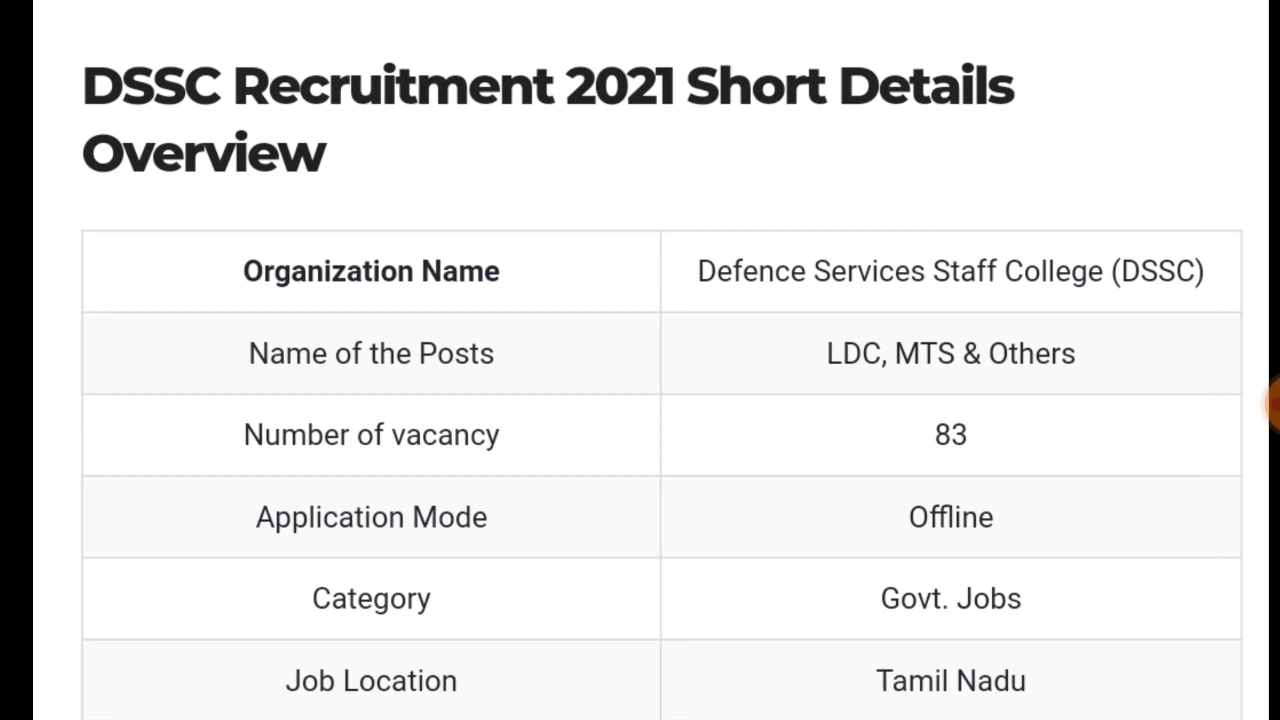 DSSC Recruitment 2021 Short Details
Overview
Organization Name Defence Services Staff College (DSSC)
Name of the Posts LDC, MTS & Others
Number of vacancy 83
Application Mode Offline
Category Govt. Jobs
Job Location Tamil Nadu